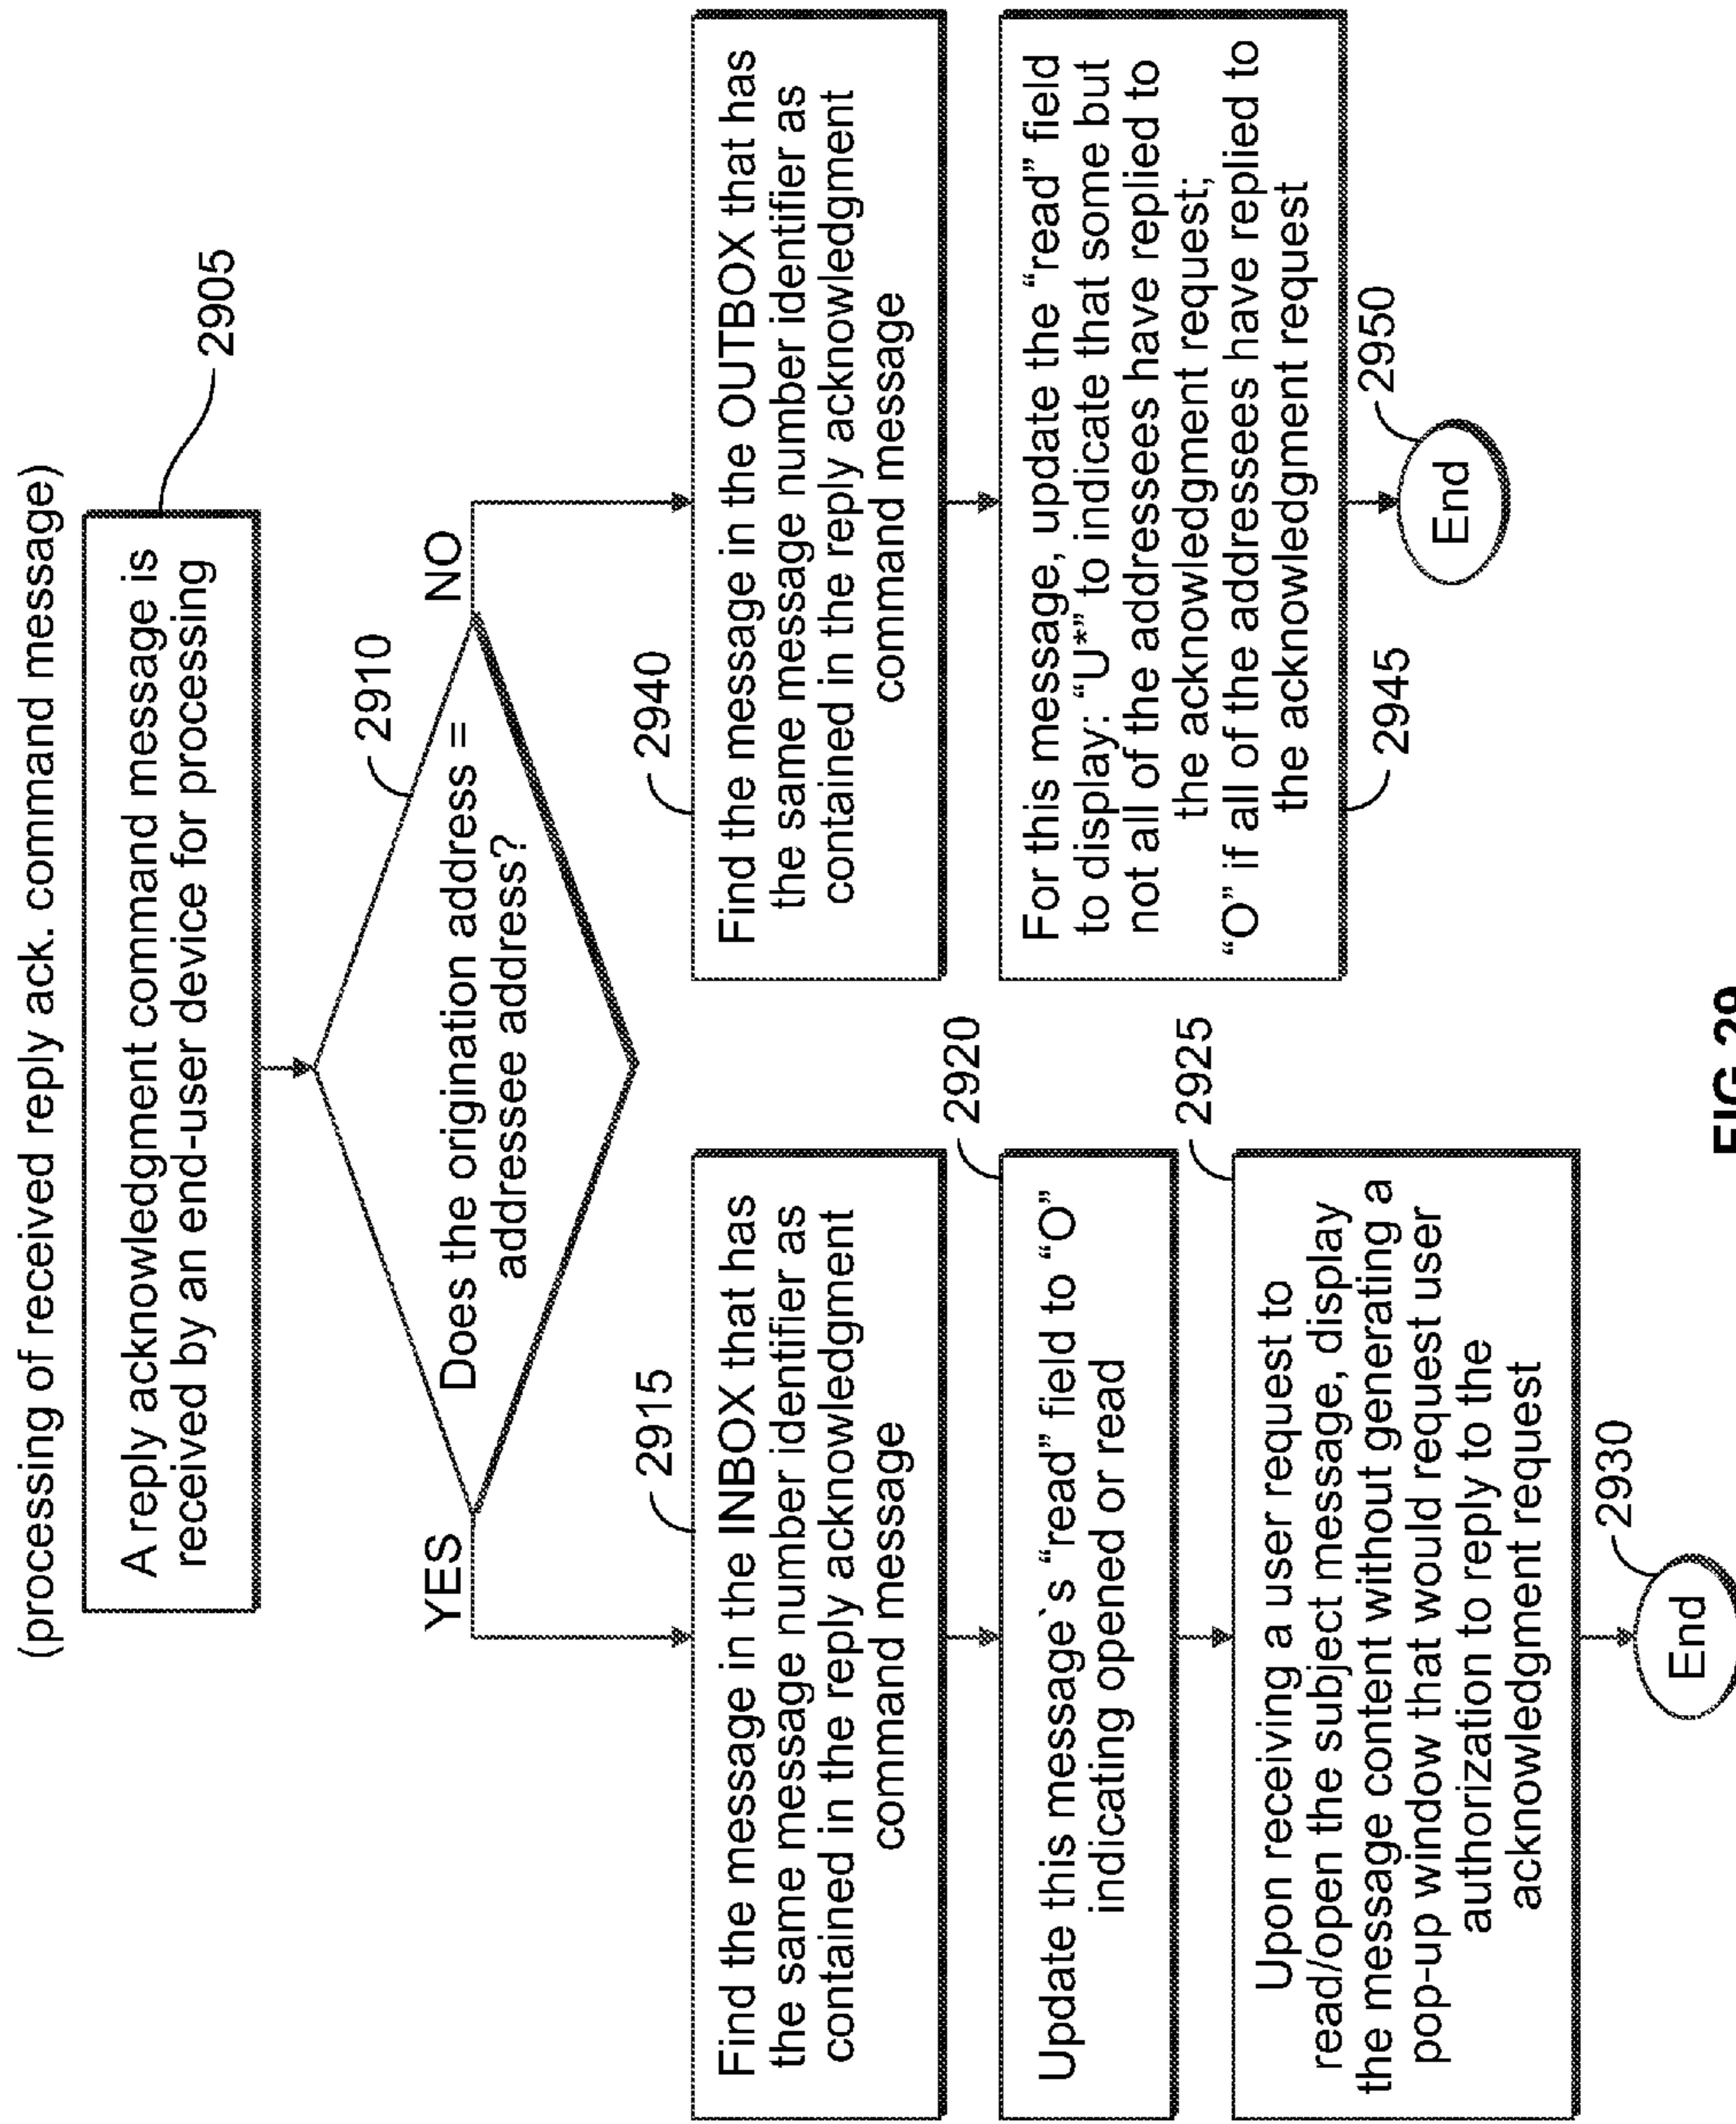 (processing of received reply ack. command message)
A reply acknowledgment command message is
received by an end-user device for processing
2905
2910
Does the origination address =
addressee address?
YES
NO
2915
Find the message in the INBOX that has
the same message number identifier as
contained in the reply acknowledgment
command message
2920
Update this message`s “read” field to “O”
indicating opened or read
2925
Upon receiving a user request to
read/open the subject message, display
the message content without generating a
pop-up window that would request user
authorization to reply to the
acknowledgment request
2930
End
2940
Find the message in the OUTBOX that has
the same message number identifier as
contained in the reply acknowledgment
command message
For this message, update the “read” field
to display: “U*” to indicate that some but
not all of the addressees have replied to
the acknowledgment request;
“O” if all of the addressees have replied to
the acknowledgment request
2945
2950
End
FIG 29